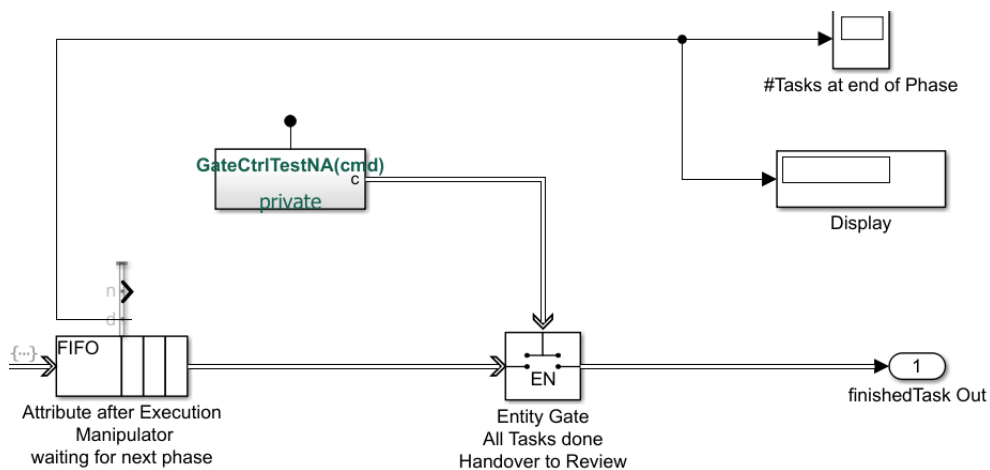 #Tasks at end of Phase
GateCtrlTestNA(cmd)
c
private
Display
n
d
{...}
FIFO
EN
1
Attribute after Execution
Manipulator
waiting for next phase
Entity Gate
All Tasks done
Handover to Review
finishedTask Out